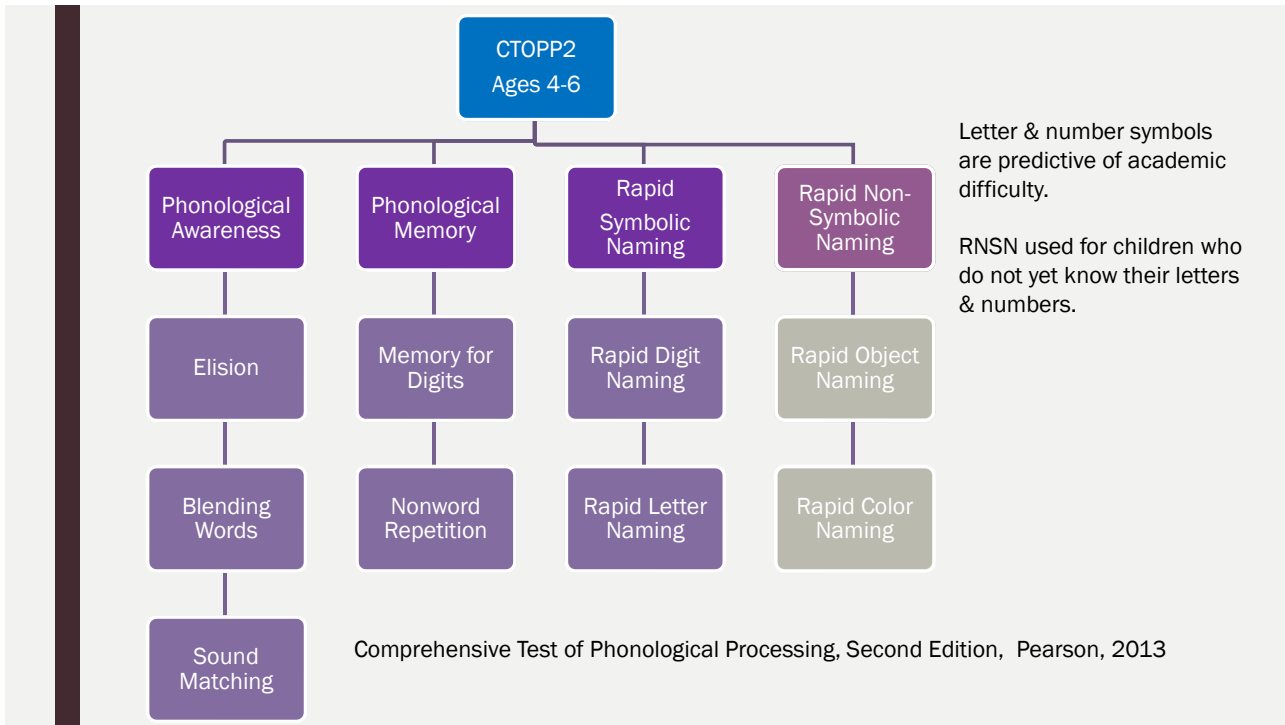 CTOPP2
Ages 4-6
Phonological
Awareness
Elision
Blending
Words
Sound
Matching
Phonological
Memory
Memory for
Digits
Nonword
Repetition
Rapid
Symbolic
Naming
Rapid Digit
Naming
Rapid Letter
Naming
Rapid Non-
Symbolic
Naming
Rapid Object
Naming
Rapid Color
Naming
Letter & number symbols
are predictive of academic
difficulty.
RNSN used for children who
do not yet know their letters
& numbers.
Comprehensive Test of Phonological Processing, Second Edition, Pearson, 2013